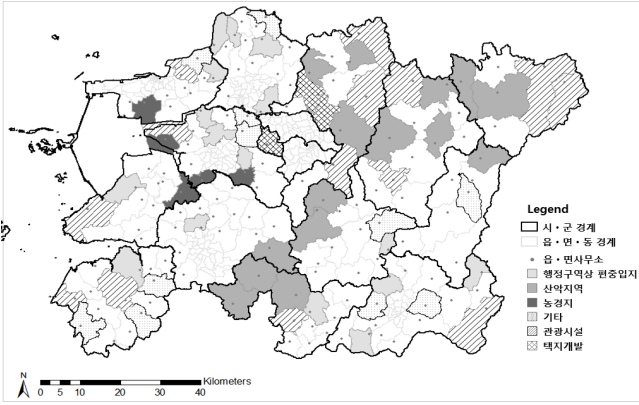 Legend
시・군 경계
읍・면・동 경계
읍・면사무소
행정구역상 편중입지
산악지역
농경지
기타
관광시설
택지개발
N
Kilometers
0 5 10 20 30 40